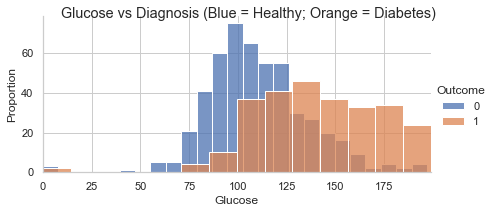 Glucose vs Diagnosis (Blue = Healthy; Orange = Diabetes)
Proportion
60
40
20
0
0 25 50 75 100 125 150 175
Glucose
Outcome
0
1